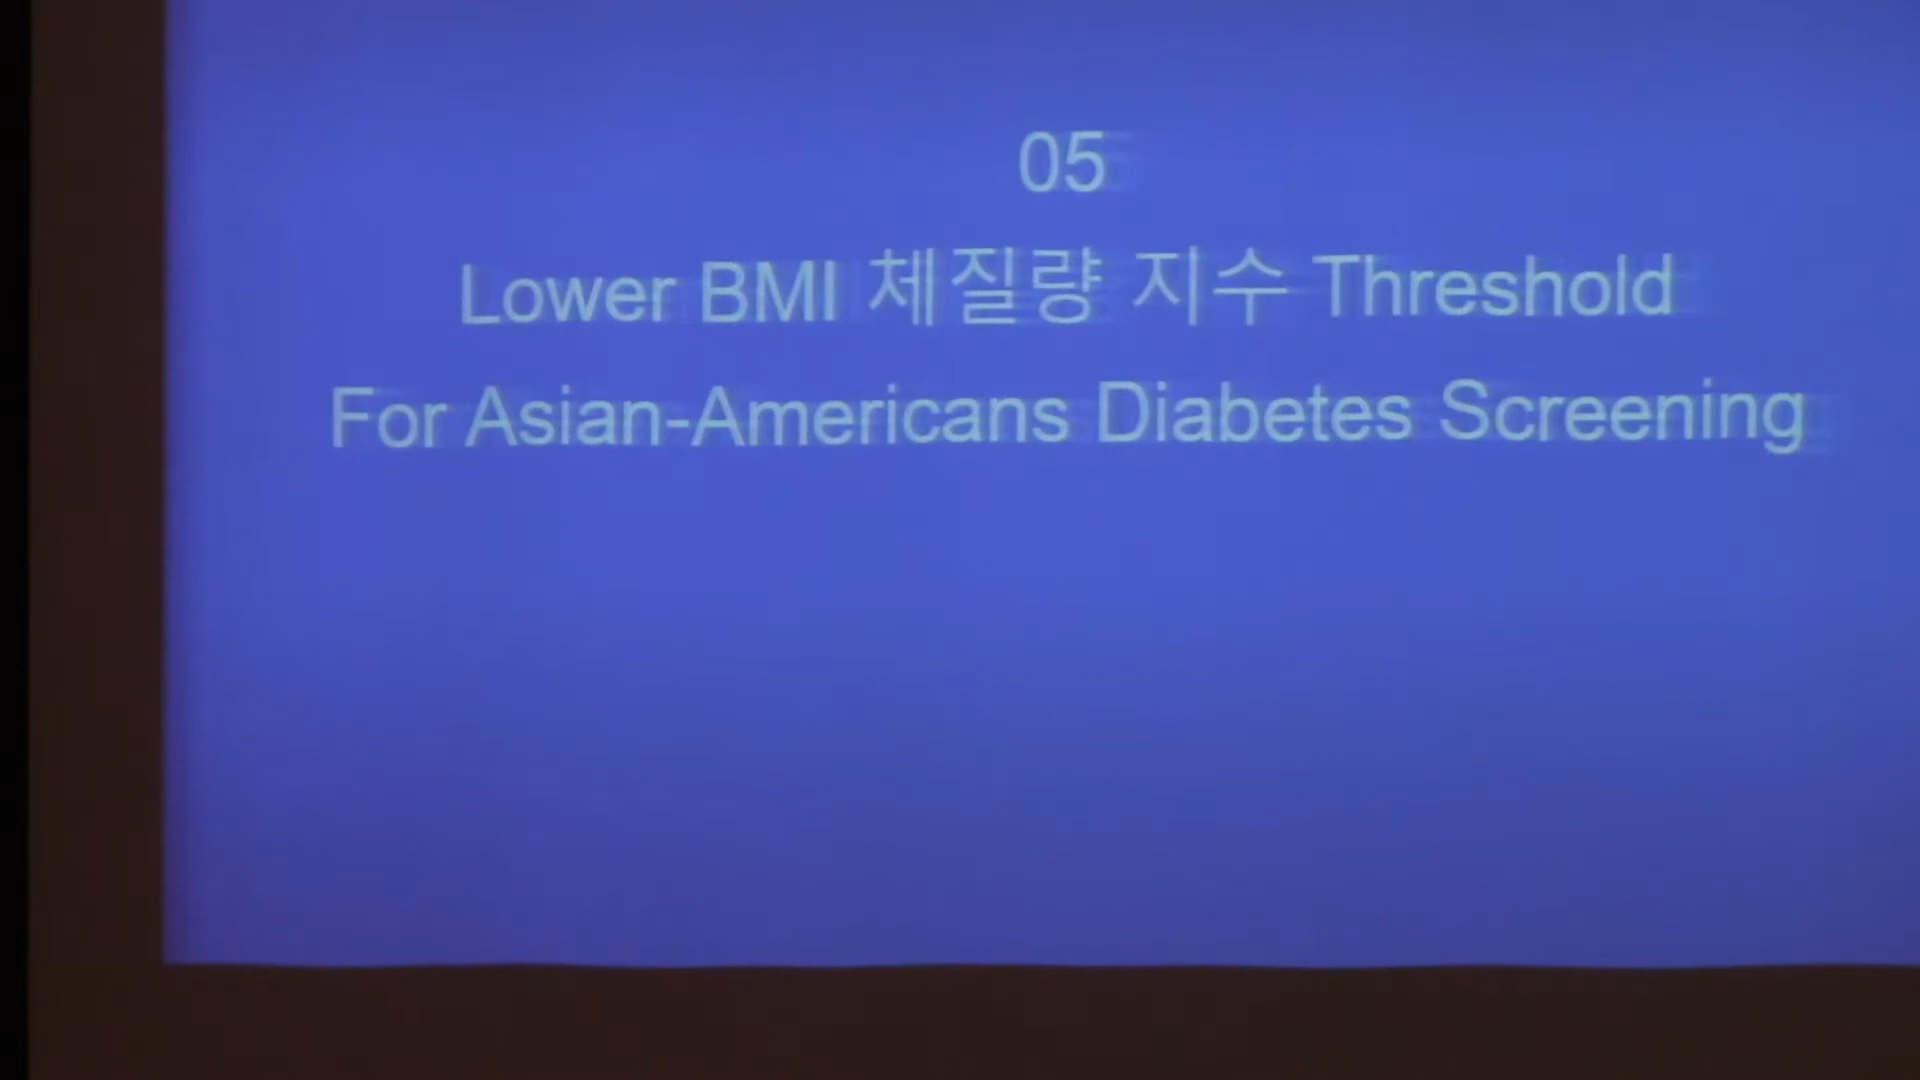 05
Lower BMI 체질량 지수 Threshold
For Asian-Americans Diabetes Screening